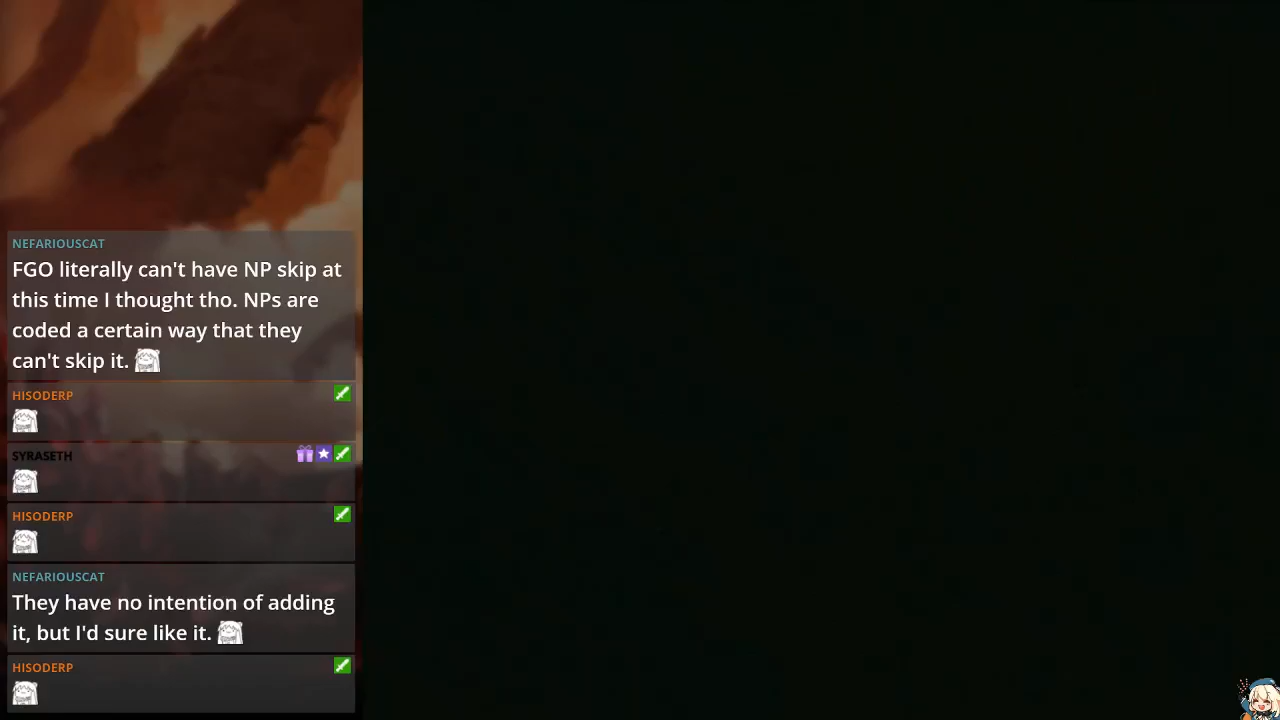 NEFARIOUSCAT
FGO literally can't have NP skip at
this time I thought tho. NPs are
coded a certain way that they
can't skip it.
HISODERP
SYRASETH
HISODERP
NEFARIOUSCAT
They have no intention of adding
it, but I'd sure like it.
HISODERP